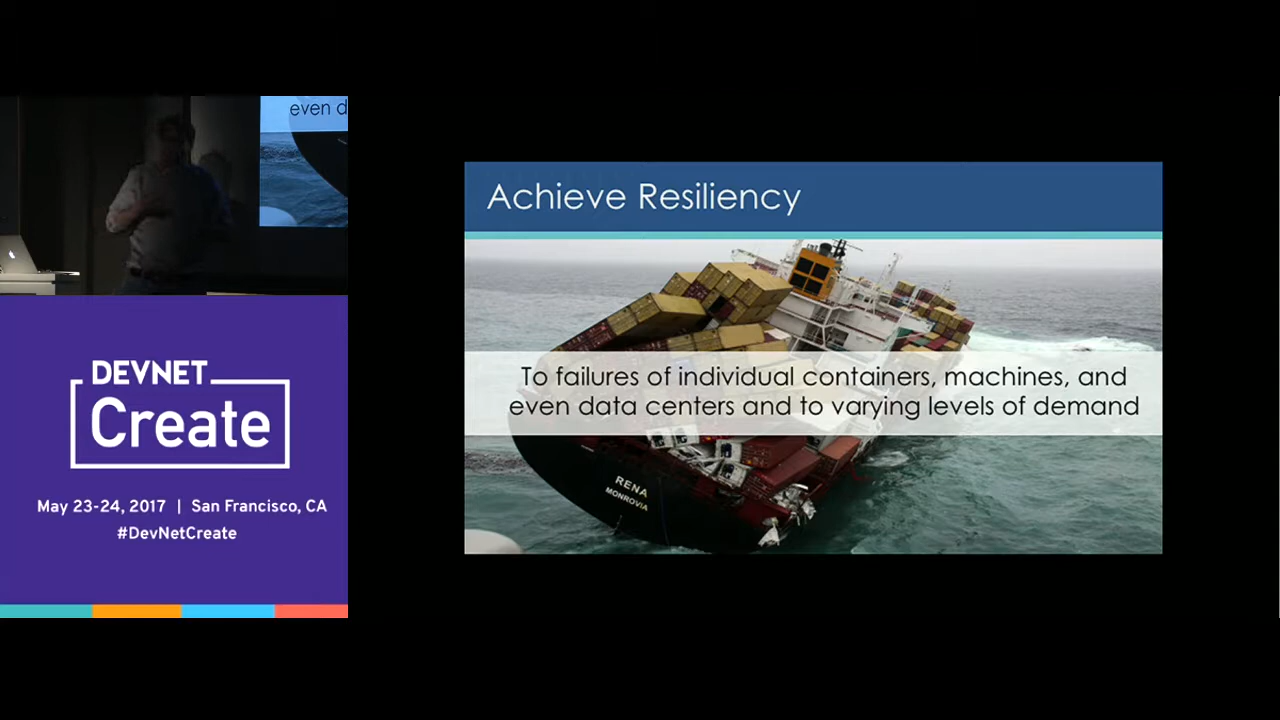 even d
DEVNET
Create
May 23-24, 2017 | San Francisco, CA
#DevNetCreate
Achieve Resiliency
To failures of individual containers, machines, and
even data centers and to varying levels of demand
RENA
MONROVIA